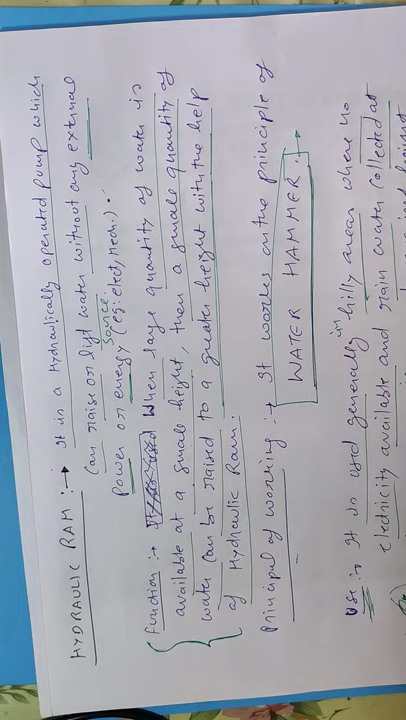 HYDRAULIC RAM :→ It is a Hydraulically operated pump which
can raise or lift water without any external
Source
Power or energy (eg: elect, mech.).
Function :→ When large quantity of water is
available at a small height, then a small quantity of
water can be raised to a greater height with the help
of Hydraulic Ram.
Principal of working :→ It works on the principle of
WATER HAMMER.
Use :→ It is used generally in hilly areas where no
electricity available and rain water collected at